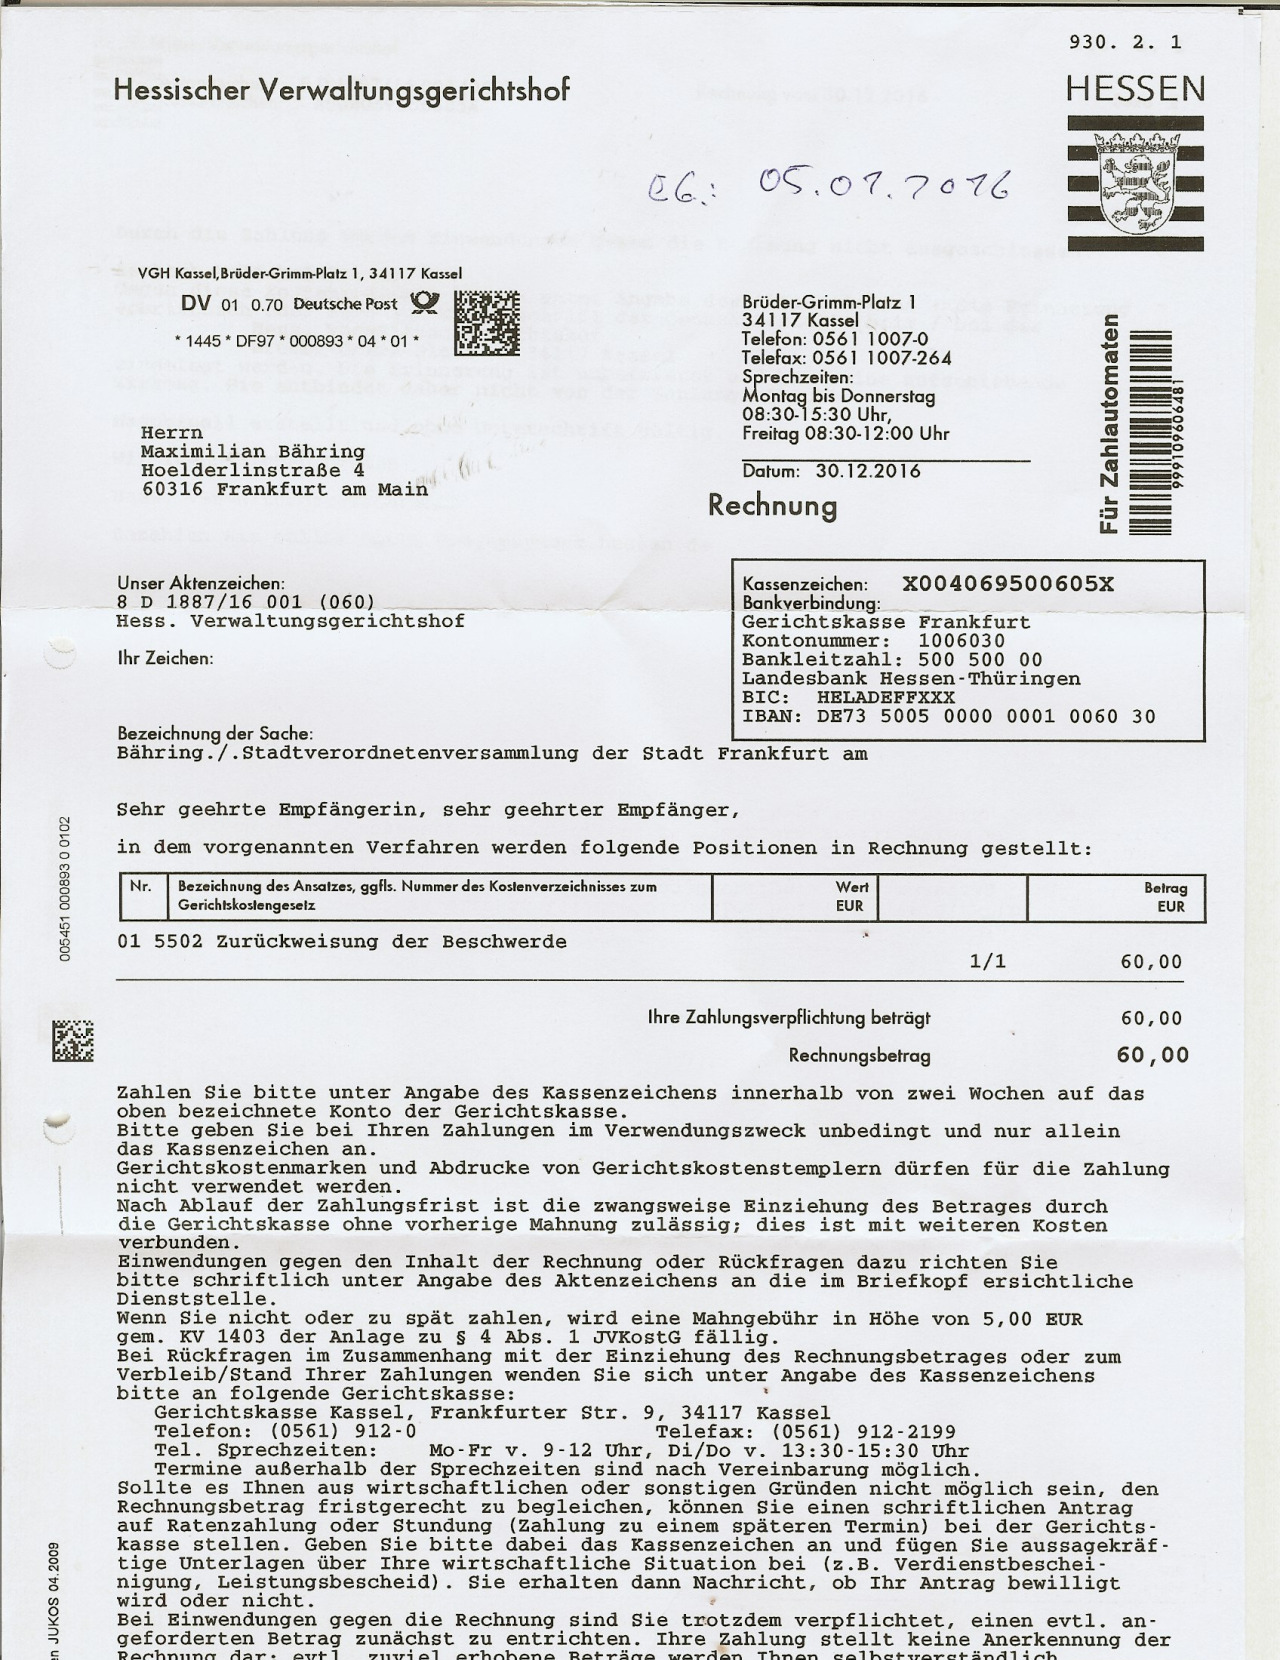 930. 2. 1
Hessischer Verwaltungsgerichtshof
HESSEN
05.01.2016
VGH Kassel,Brüder-Grimm-Platz 1, 34117 Kassel
DV 01 0.70 Deutsche Post
* 1445 * DF97 * 000893 * 04 * 01 *
Brüder-Grimm-Platz 1
34117 Kassel
Telefon: 0561 1007-0
Telefax: 0561 1007-264
Sprechzeiten:
Montag bis Donnerstag
08:30-15:30 Uhr,
Freitag 08:30-12:00 Uhr
Datum: 30.12.2016
Für Zahlautomaten
9991096606481
Herrn
Maximilian Bähring
Hoelderlinstraße 4
60316 Frankfurt am Main
Rechnung
Unser Aktenzeichen:
8 D 1887/16 001 (060)
Hess. Verwaltungsgerichtshof
Ihr Zeichen:
Kassenzeichen: X004069500605X
Bankverbindung:
Gerichtskasse Frankfurt
Kontonummer: 1006030
Bankleitzahl: 500 500 00
Landesbank Hessen-Thüringen
BIC: HELADEFFXXX
IBAN: DE73 5005 0000 0001 0060 30
Bezeichnung der Sache:
Bähring./.Stadtverordnetenversammlung der Stadt Frankfurt am
Sehr geehrte Empfängerin, sehr geehrter Empfänger,
in dem vorgenannten Verfahren werden folgende Positionen in Rechnung gestellt:
Nr. Bezeichnung des Ansatzes, ggfls. Nummer des Kostenverzeichnisses zum Wert Betrag
Gerichtskostengesetz EUR EUR
01 5502 Zurückweisung der Beschwerde
1/1 60,00
Ihre Zahlungsverpflichtung beträgt 60,00
Rechnungsbetrag 60,00
005451 000893 0 0102
Zahlen Sie bitte unter Angabe des Kassenzeichens innerhalb von zwei Wochen auf das
oben bezeichnete Konto der Gerichtskasse.
Bitte geben Sie bei Ihren Zahlungen im Verwendungszweck unbedingt und nur allein
das Kassenzeichen an.
Gerichtskostenmarken und Abdrucke von Gerichtskostenstemplern dürfen für die Zahlung
nicht verwendet werden.
Nach Ablauf der Zahlungsfrist ist die zwangsweise Einziehung des Betrages durch
die Gerichtskasse ohne vorherige Mahnung zulässig; dies ist mit weiteren Kosten
verbunden.
Einwendungen gegen den Inhalt der Rechnung oder Rückfragen dazu richten Sie
bitte schriftlich unter Angabe des Aktenzeichens an die im Briefkopf ersichtliche
Dienststelle.
Wenn Sie nicht oder zu spät zahlen, wird eine Mahngebühr in Höhe von 5,00 EUR
gem. KV 1403 der Anlage zu § 4 Abs. 1 JVKostG fällig.
Bei Rückfragen im Zusammenhang mit der Einziehung des Rechnungsbetrages oder zum
Verbleib/Stand Ihrer Zahlungen wenden Sie sich unter Angabe des Kassenzeichens
bitte an folgende Gerichtskasse:
Gerichtskasse Kassel, Frankfurter Str. 9, 34117 Kassel
Telefon: (0561) 912-0 Telefax: (0561) 912-2199
Tel. Sprechzeiten: Mo-Fr v. 9-12 Uhr, Di/Do v. 13:30-15:30 Uhr
Termine außerhalb der Sprechzeiten sind nach Vereinbarung möglich.
Sollte es Ihnen aus wirtschaftlichen oder sonstigen Gründen nicht möglich sein, den
Rechnungsbetrag fristgerecht zu begleichen, können Sie einen schriftlichen Antrag
auf Ratenzahlung oder Stundung (Zahlung zu einem späteren Termin) bei der Gerichts-
kasse stellen. Geben Sie bitte dabei das Kassenzeichen an und fügen Sie aussagekräf-
tige Unterlagen über Ihre wirtschaftliche Situation bei (z.B. Verdienstbeschei-
nigung, Leistungsbescheid). Sie erhalten dann Nachricht, ob Ihr Antrag bewilligt
wird oder nicht.
Bei Einwendungen gegen die Rechnung sind Sie trotzdem verpflichtet, einen evtl. an-
geforderten Betrag zunächst zu entrichten. Ihre Zahlung stellt keine Anerkennung der
Rechnung dar; evtl. zuviel erhobene Beträge werden Ihnen selbstverständlich
JUKOS 04.2009